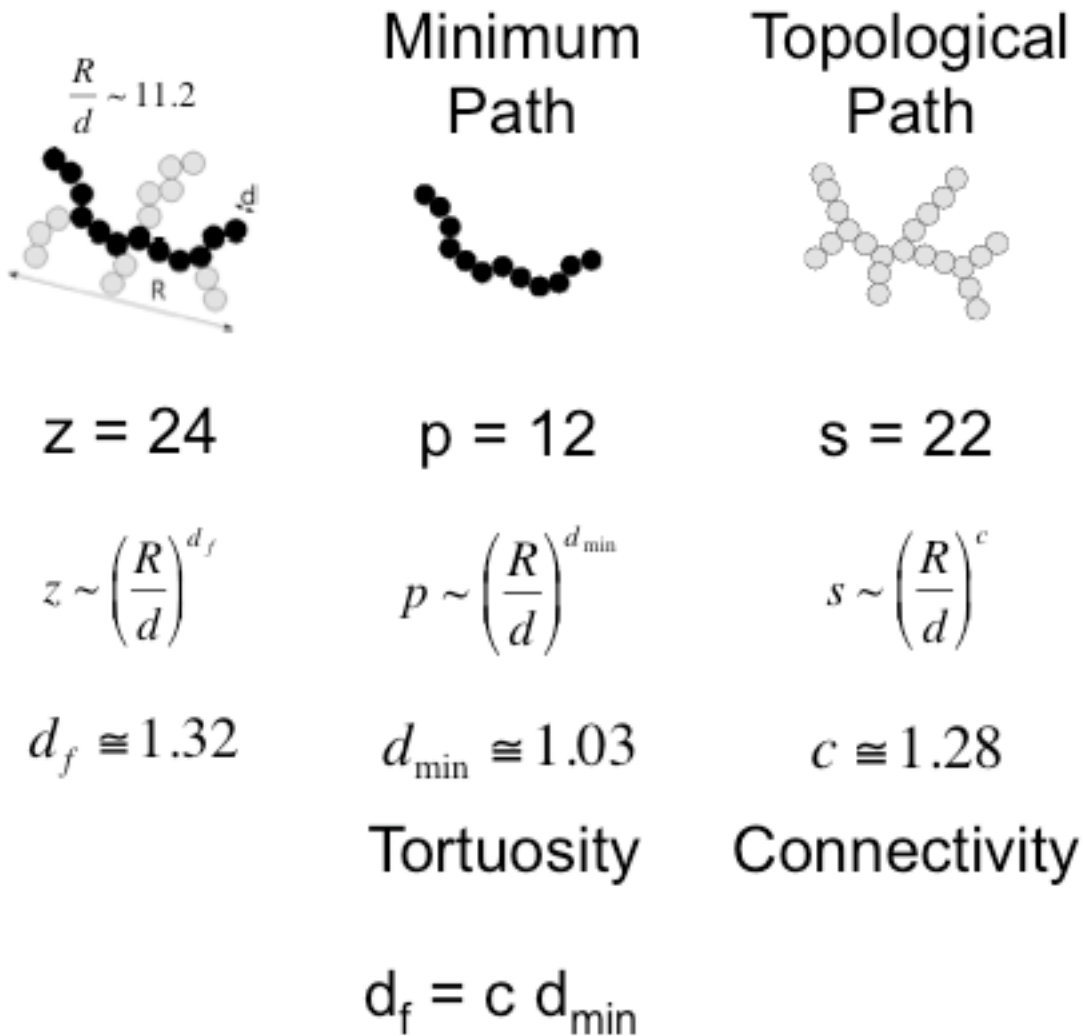 R/d ~ 11.2
d
R
Minimum
Path
Topological
Path
z = 24
p = 12
s = 22
z ~ (R/d)^{d_f}
p ~ (R/d)^{d_min}
s ~ (R/d)^c
d_f ≅ 1.32
d_min ≅ 1.03
c ≅ 1.28
Tortuosity
Connectivity
d_f = c d_min